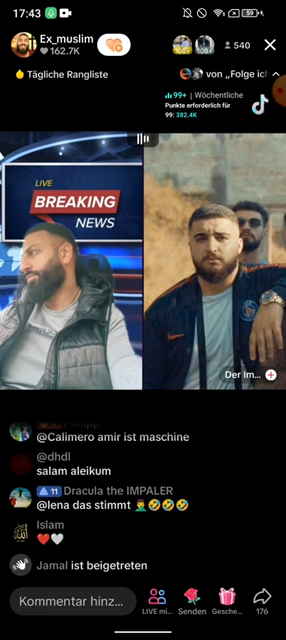 17:43
59
Ex_muslim
162.7K
540
Tägliche Rangliste
von „Folge ich
99+ | Wöchentliche
Punkte erforderlich für
99: 382.4K
LIVE
BREAKING
NEWS
Der Im...
@Calimero amir ist maschine
@dhdl
salam aleikum
11 Dracula the IMPALER
@lena das stimmt 🤦‍♂️🤣🤣🤣
Islam
❤️🤍
Jamal ist beigetreten
Kommentar hinz...
LIVE mi...
Senden
Gesche...
176